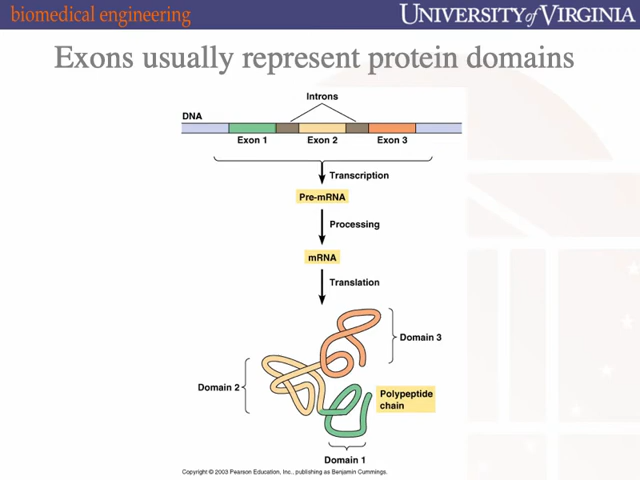 biomedical engineering
UNIVERSITY of VIRGINIA
Exons usually represent protein domains
Introns
DNA
Exon 1
Exon 2
Exon 3
Transcription
Pre-mRNA
Processing
mRNA
Translation
Domain 3
Domain 2
Polypeptide
chain
Domain 1
Copyright © 2003 Pearson Education, Inc., publishing as Benjamin Cummings.